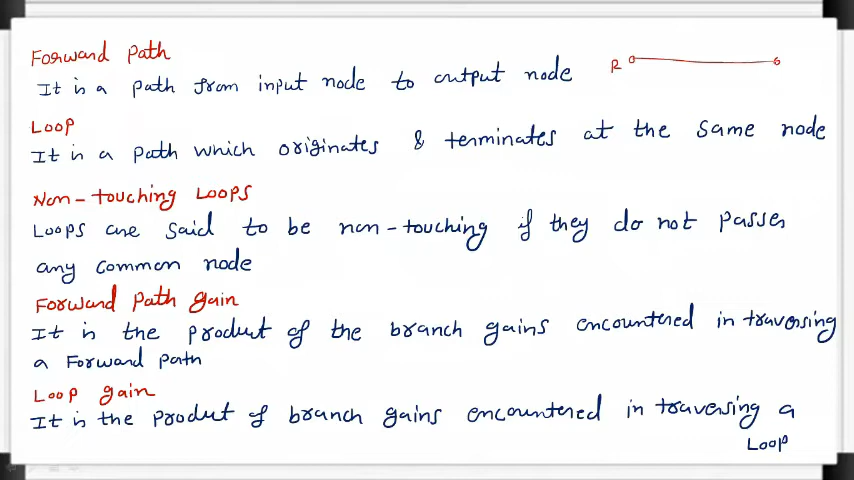 Forward Path
It is a path from input node to output node
R
Loop
It is a path which originates & terminates at the same node
Non-touching Loops
Loops are said to be non-touching if they do not passes
any common node
Forward Path gain
It is the product of the branch gains encountered in traversing
a Forward Path
Loop gain
It is the product of branch gains encountered in traversing a
Loop